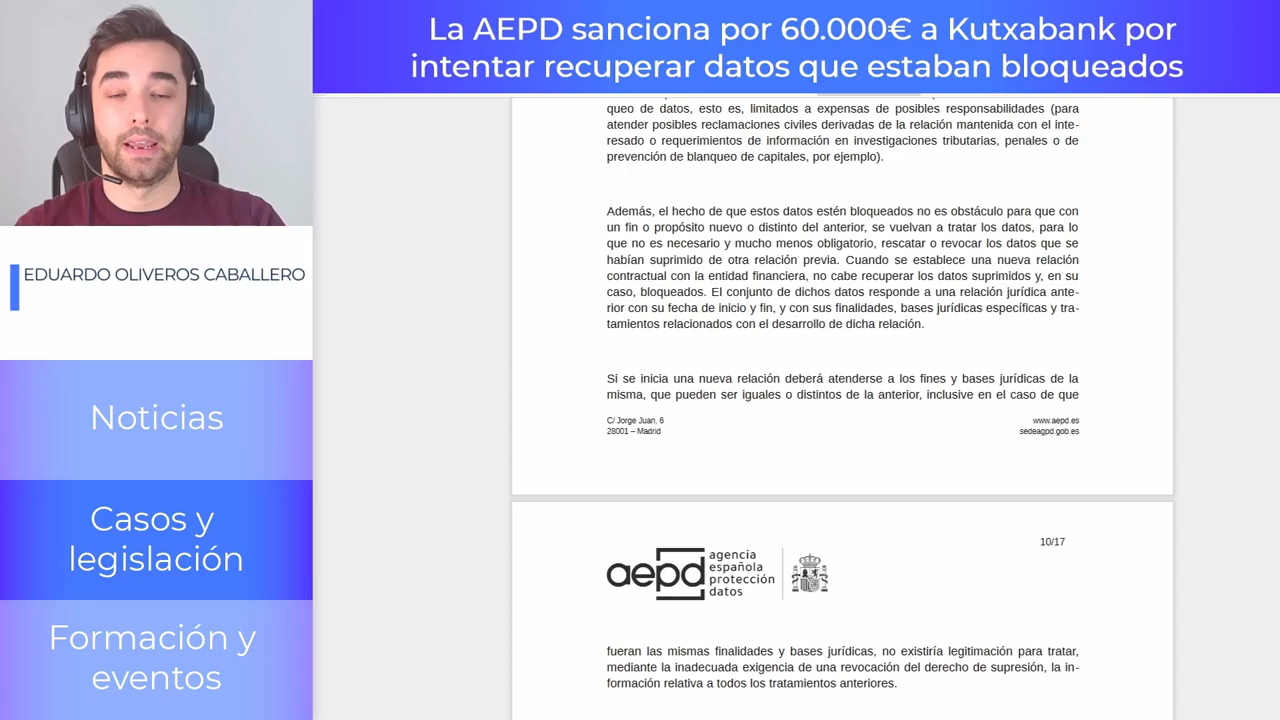 La AEPD sanciona por 60.000€ a Kutxabank por
intentar recuperar datos que estaban bloqueados
EDUARDO OLIVEROS CABALLERO
Noticias
Casos y
legislación
Formación y
eventos
queo de datos, esto es, limitados a expensas de posibles responsabilidades (para
atender posibles reclamaciones civiles derivadas de la relación mantenida con el inte-
resado o requerimientos de información en investigaciones tributarias, penales o de
prevención de blanqueo de capitales, por ejemplo).
Además, el hecho de que estos datos estén bloqueados no es obstáculo para que con
un fin o propósito nuevo o distinto del anterior, se vuelvan a tratar los datos, para lo
que no es necesario y mucho menos obligatorio, rescatar o revocar los datos que se
habían suprimido de otra relación previa. Cuando se establece una nueva relación
contractual con la entidad financiera, no cabe recuperar los datos suprimidos y, en su
caso, bloqueados. El conjunto de dichos datos responde a una relación jurídica ante-
rior con su fecha de inicio y fin, y con sus finalidades, bases jurídicas específicas y tra-
tamientos relacionados con el desarrollo de dicha relación.
Si se inicia una nueva relación deberá atenderse a los fines y bases jurídicas de la
misma, que pueden ser iguales o distintos de la anterior, inclusive en el caso de que
C/ Jorge Juan, 6 www.aepd.es
28001 – Madrid sedeagpd.gob.es
10/17
aepd
agencia
española
protección
datos
fueran las mismas finalidades y bases jurídicas, no existiría legitimación para tratar,
mediante la inadecuada exigencia de una revocación del derecho de supresión, la in-
formación relativa a todos los tratamientos anteriores.